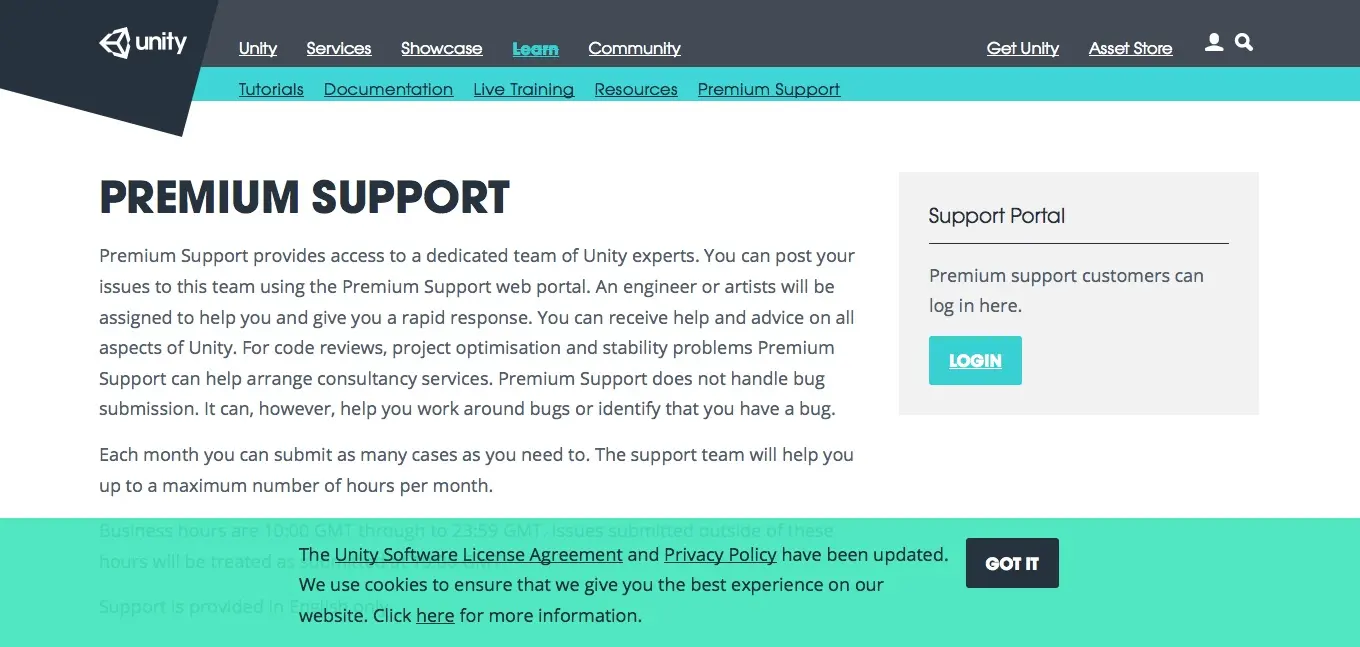 unity
Unity Services Showcase Learn Community Get Unity Asset Store
Tutorials Documentation Live Training Resources Premium Support
PREMIUM SUPPORT
Premium Support provides access to a dedicated team of Unity experts. You can post your
issues to this team using the Premium Support web portal. An engineer or artists will be
assigned to help you and give you a rapid response. You can receive help and advice on all
aspects of Unity. For code reviews, project optimisation and stability problems Premium
Support can help arrange consultancy services. Premium Support does not handle bug
submission. It can, however, help you work around bugs or identify that you have a bug.
Each month you can submit as many cases as you need to. The support team will help you
up to a maximum number of hours per month.
Support Portal
Premium support customers can
log in here.
LOGIN
Business hours are 10:00 GMT through to 23:59 GMT. Issues submitted outside of these
hours will be treated as
Support is provided in English only.
The Unity Software License Agreement and Privacy Policy have been updated.
We use cookies to ensure that we give you the best experience on our
website. Click here for more information.
GOT IT